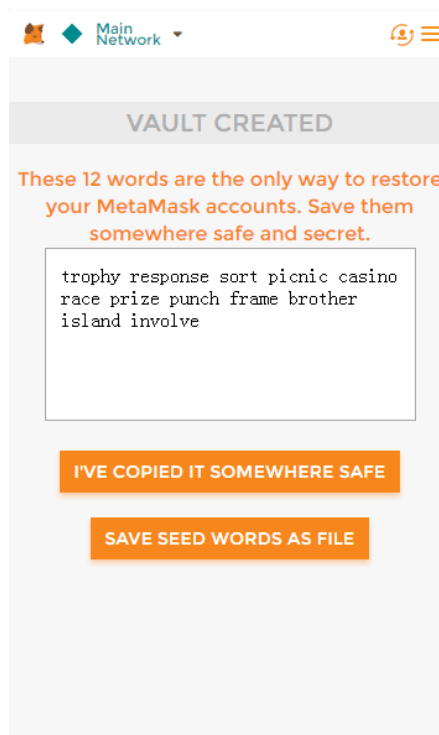 Main
Network
VAULT CREATED
These 12 words are the only way to restore
your MetaMask accounts. Save them
somewhere safe and secret.
trophy response sort picnic casino
race prize punch frame brother
island involve
I'VE COPIED IT SOMEWHERE SAFE
SAVE SEED WORDS AS FILE